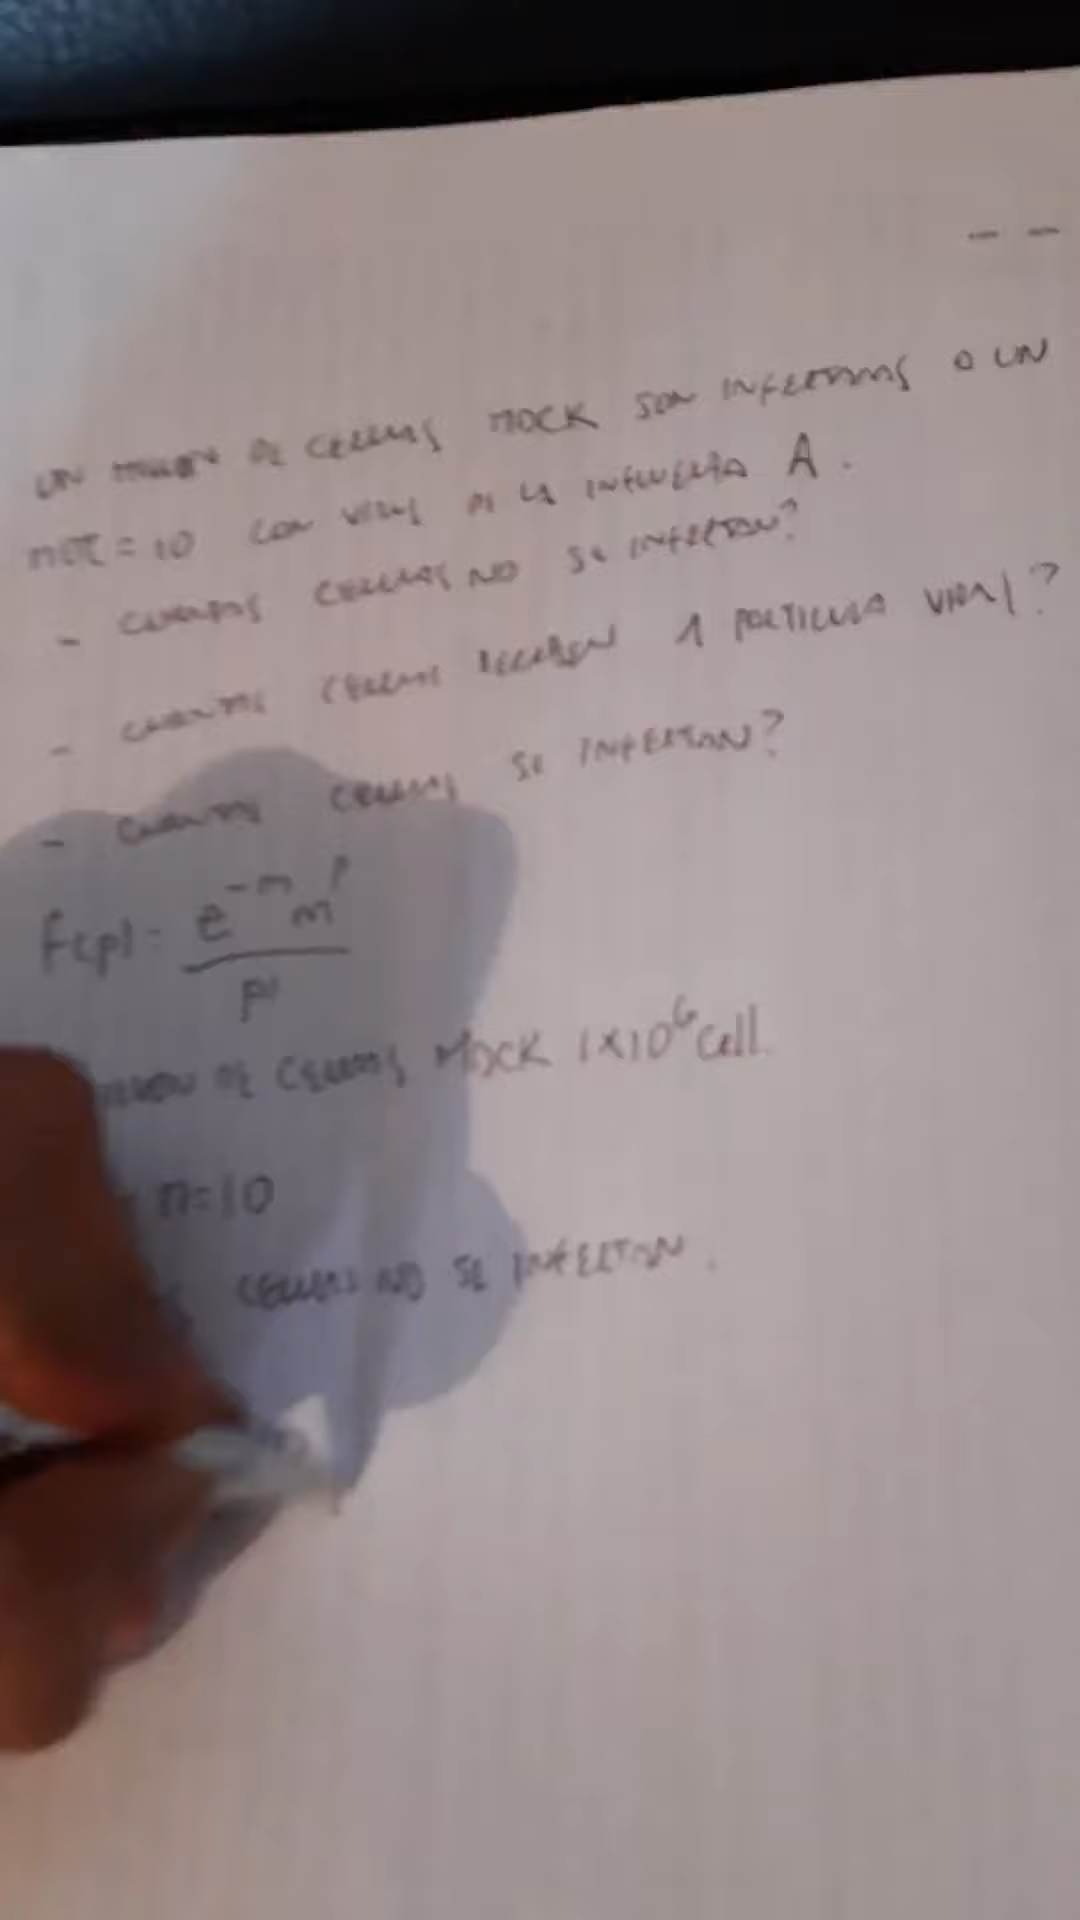 UN MILLON DE CELULAS MOCK SON INFECTADAS A UN
MOI = 10 CON VIRUS DE LA INFLUENZA A.
- CUANTAS CELULAS NO SE INFECTAN?
- CUANTAS CELULAS RECIBEN 1 PARTICULA VIRAL?
- CUANTAS CELULAS SE INFECTAN?
F(p) = e^-m m^p / p!
DE CELULAS MOCK 1x10^6 Cell.
m=10
CELULAS NO SE INFECTAN.